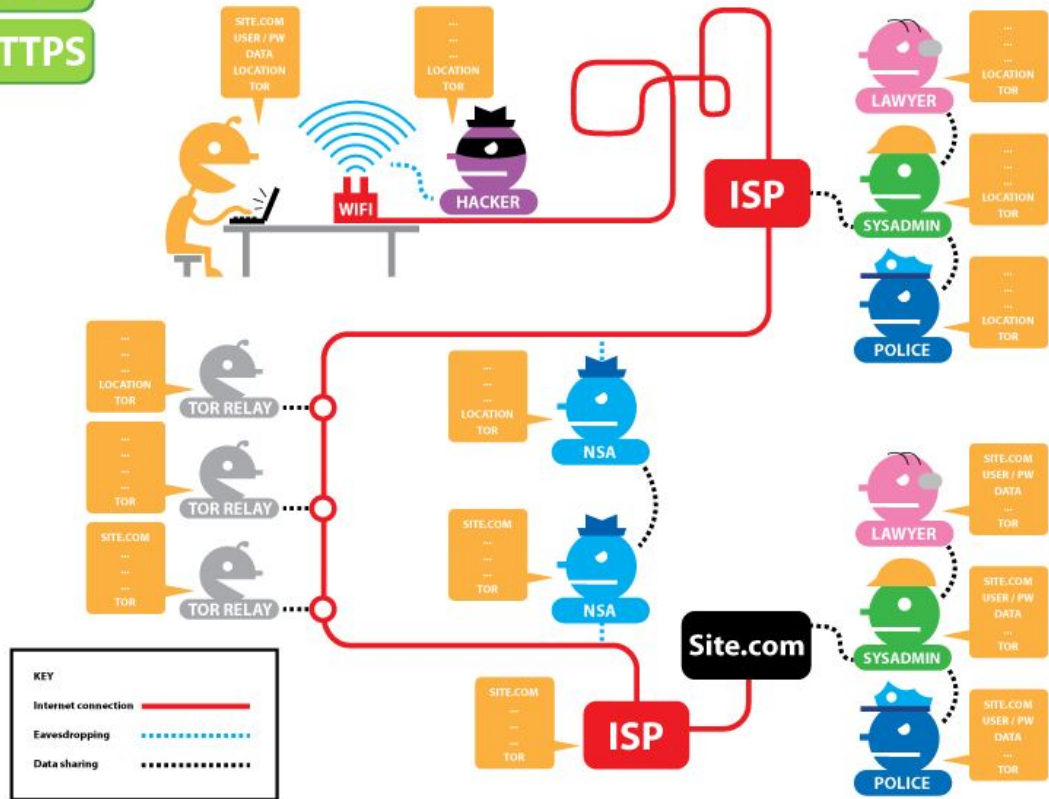 TTPS
SITE.COM
USER / PW
DATA
LOCATION
TOR
...
...
...
LOCATION
TOR
WIFI
HACKER
ISP
LAWYER
...
...
...
LOCATION
TOR
SYSADMIN
...
...
...
LOCATION
TOR
POLICE
...
...
...
LOCATION
TOR
...
...
...
LOCATION
TOR
TOR RELAY
...
...
...
...
TOR
TOR RELAY
SITE.COM
...
...
...
TOR
TOR RELAY
...
...
...
LOCATION
TOR
NSA
SITE.COM
...
...
...
TOR
NSA
SITE.COM
...
...
...
TOR
ISP
Site.com
LAWYER
SITE.COM
USER / PW
DATA
...
TOR
SYSADMIN
SITE.COM
USER / PW
DATA
...
TOR
POLICE
SITE.COM
USER / PW
DATA
...
TOR
KEY
Internet connection
Eavesdropping
Data sharing